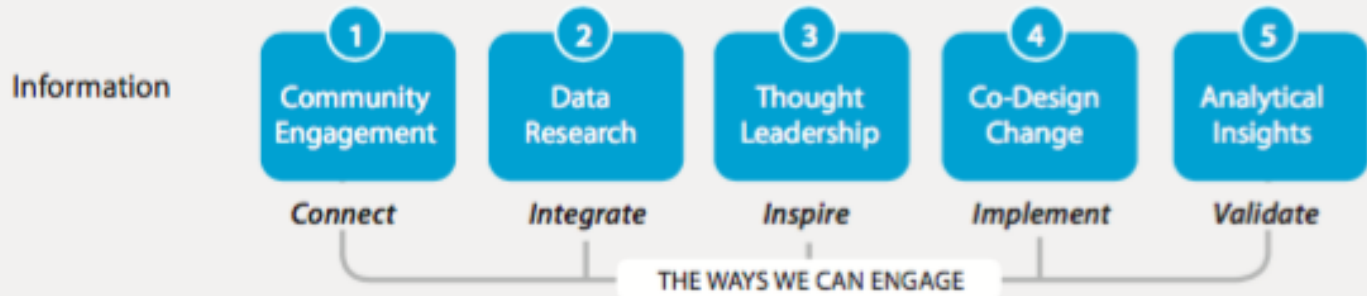 Information
1
Community
Engagement
Connect
2
Data
Research
Integrate
3
Thought
Leadership
Inspire
4
Co-Design
Change
Implement
5
Analytical
Insights
Validate
THE WAYS WE CAN ENGAGE